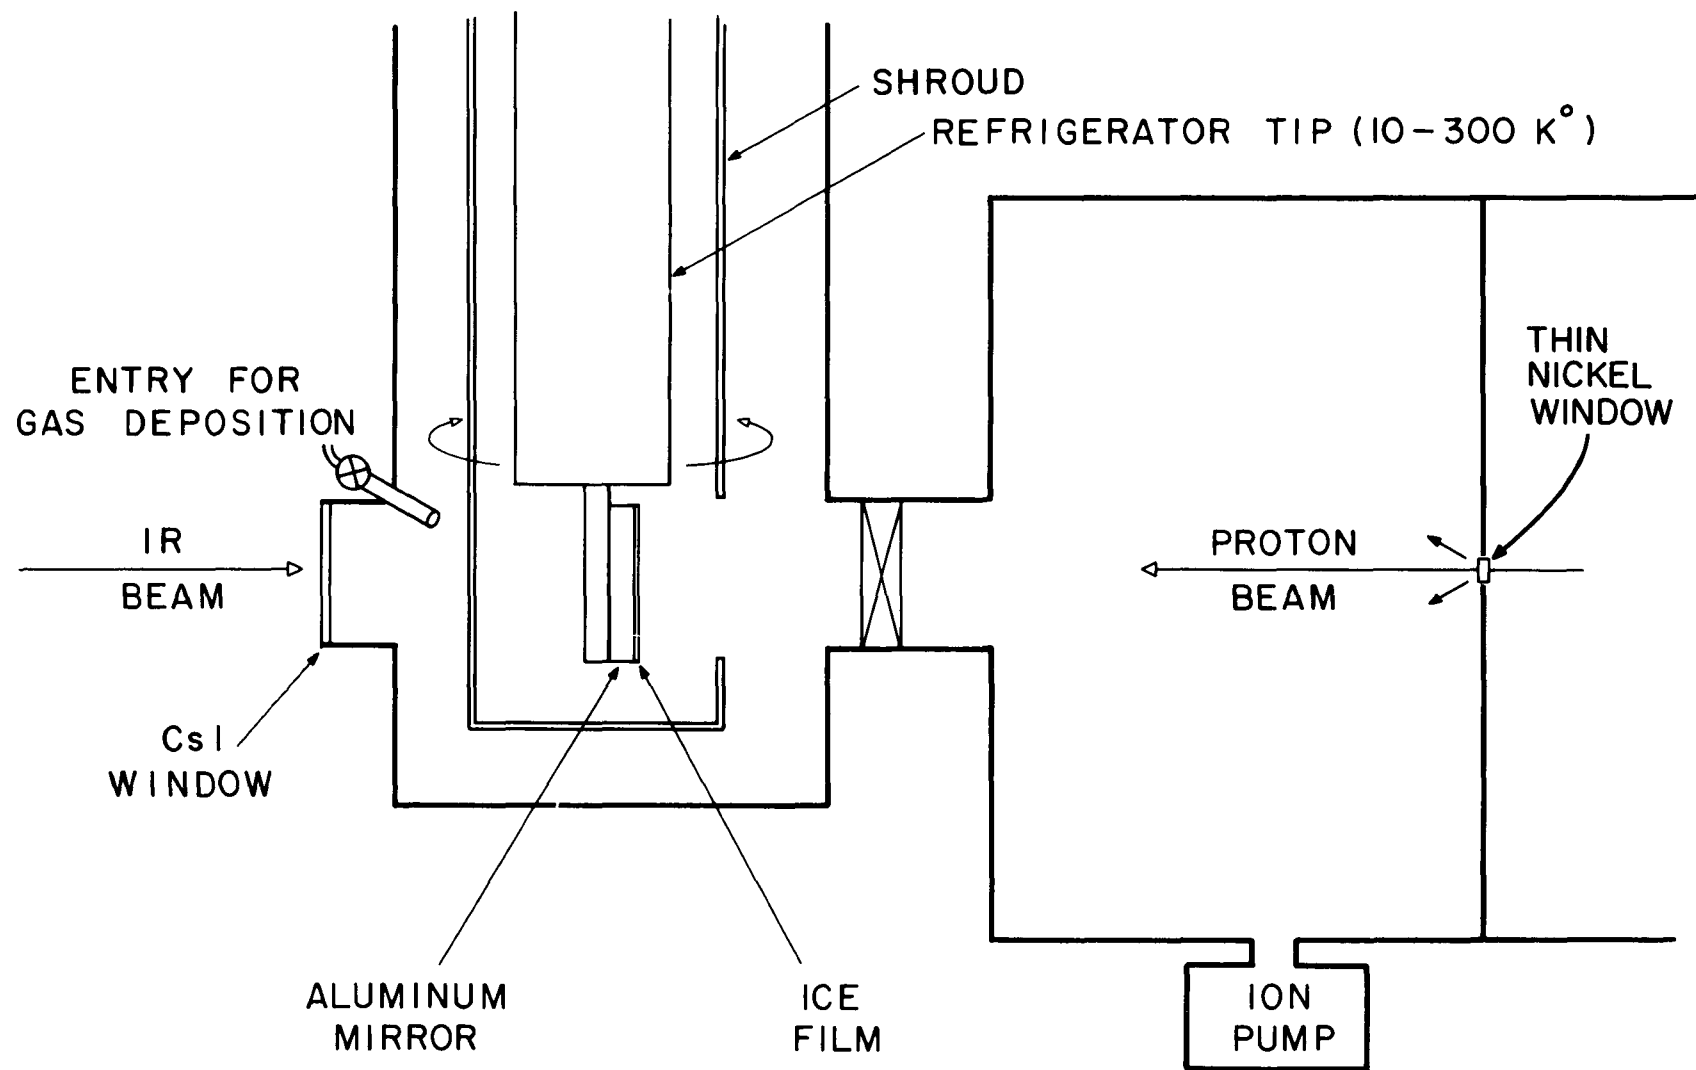 SHROUD
REFRIGERATOR TIP (10-300 K°)
THIN
NICKEL
WINDOW
ENTRY FOR
GAS DEPOSITION
IR
BEAM
PROTON
BEAM
CsI
WINDOW
ALUMINUM
MIRROR
ICE
FILM
ION
PUMP